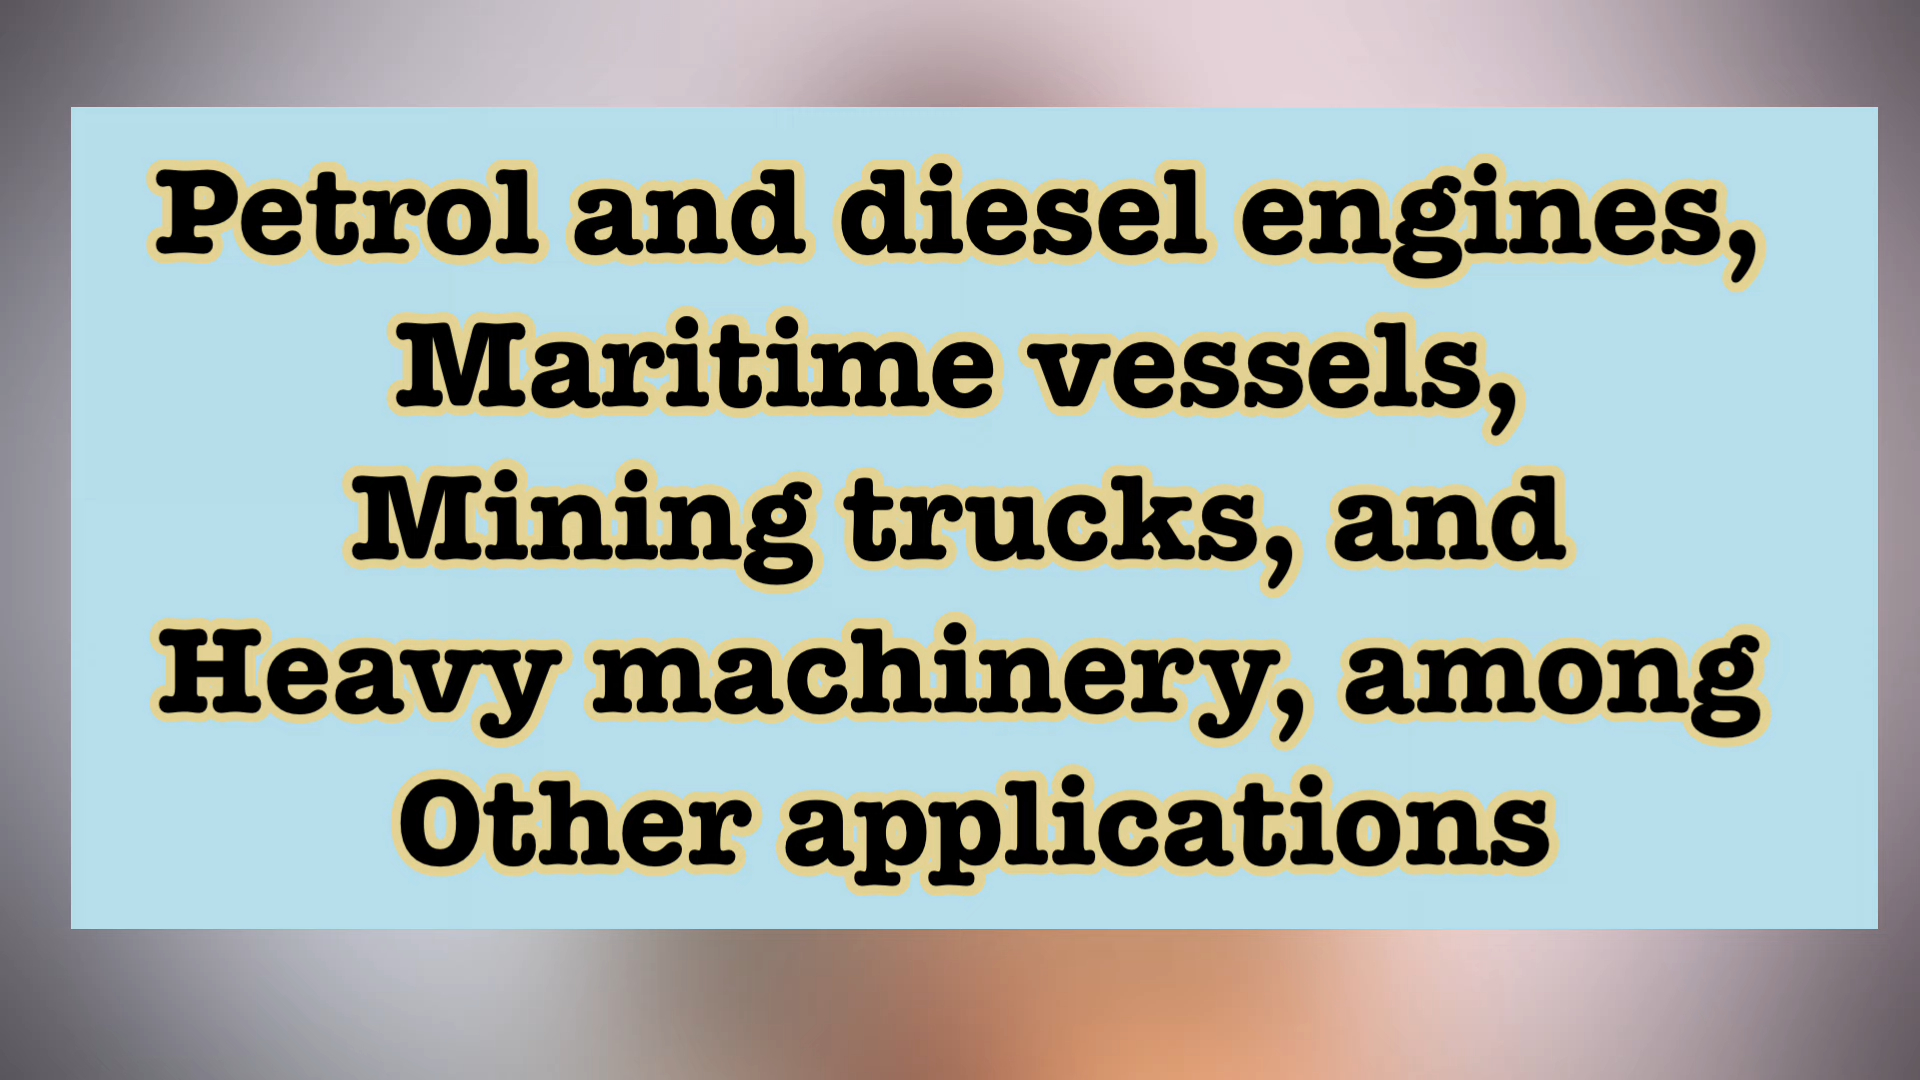 Petrol and diesel engines,
Maritime vessels,
Mining trucks, and
Heavy machinery, among
Other applications